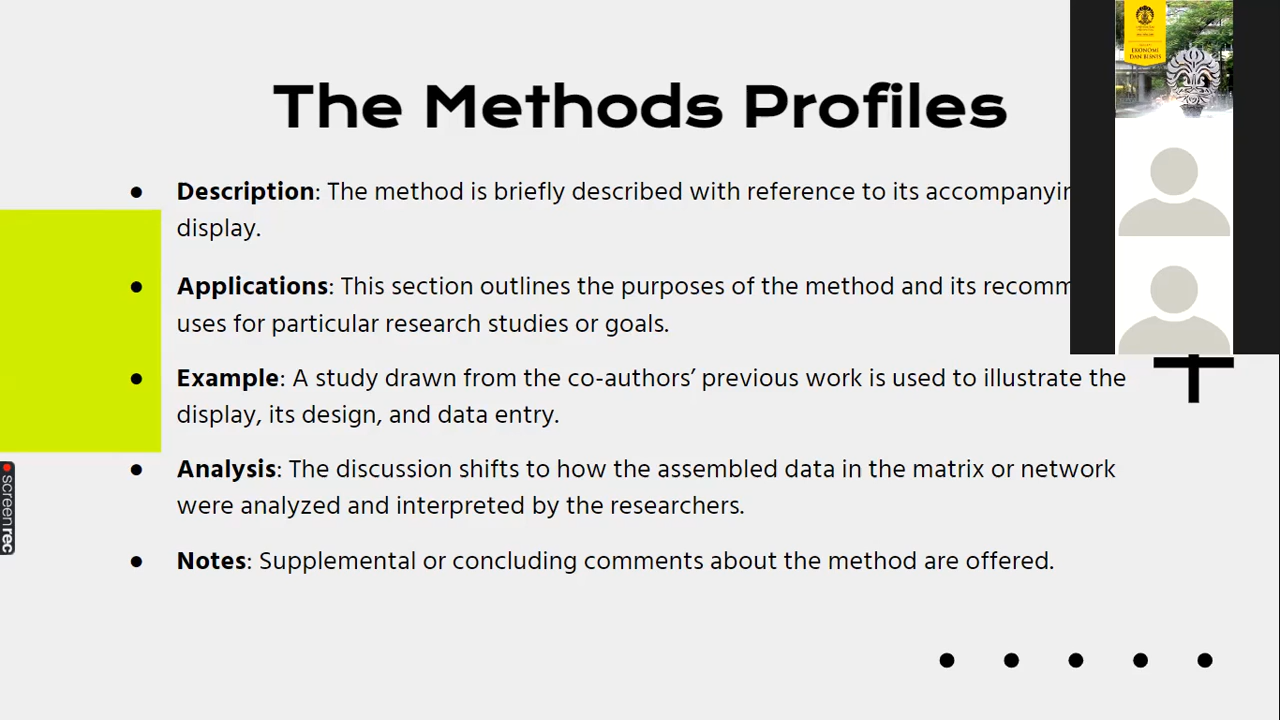 The Methods Profiles
● Description: The method is briefly described with reference to its accompanyin
display.
● Applications: This section outlines the purposes of the method and its recomm
uses for particular research studies or goals.
● Example: A study drawn from the co-authors’ previous work is used to illustrate the
display, its design, and data entry.
● Analysis: The discussion shifts to how the assembled data in the matrix or network
were analyzed and interpreted by the researchers.
● Notes: Supplemental or concluding comments about the method are offered.
EKONOMI
DAN BISNIS
screenrec